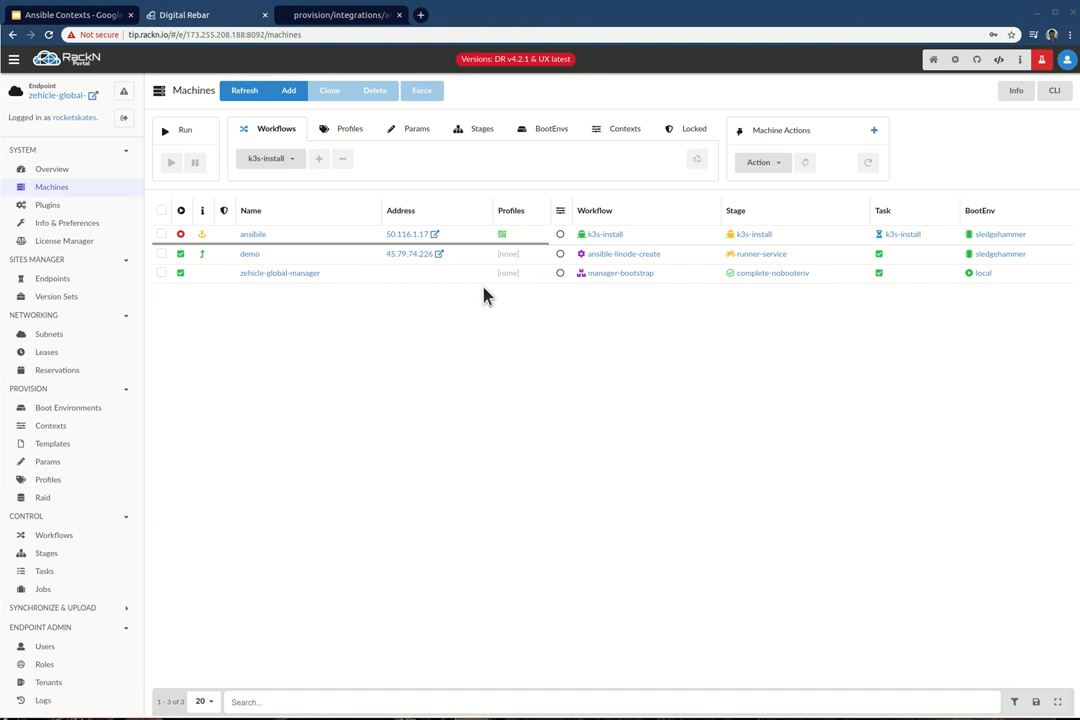 Ansible Contexts - Google
Digital Rebar
provision/integrations/a
Not secure
tip.rackn.io/#/e/173.255.208.188:8092/machines
RackN
Portal
Versions: DR v4.2.1 & UX latest
Endpoint
zehicle-global-
Logged in as rocketskates.
SYSTEM
Overview
Machines
Plugins
Info & Preferences
License Manager
SITES MANAGER
Endpoints
Version Sets
NETWORKING
Subnets
Leases
Reservations
PROVISION
Boot Environments
Contexts
Templates
Params
Profiles
Raid
CONTROL
Workflows
Stages
Tasks
Jobs
SYNCHRONIZE & UPLOAD
ENDPOINT ADMIN
Users
Roles
Tenants
Logs
Machines Refresh Add Clone Delete Force Info CLI
Run
Workflows Profiles Params Stages BootEnvs Contexts Locked
k3s-install
Machine Actions
Action
Name Address Profiles Workflow Stage Task BootEnv
ansibile 50.116.1.17 k3s-install k3s-install k3s-install sledgehammer
demo 45.79.74.226 [none] ansible-linode-create runner-service sledgehammer
zehicle-global-manager [none] manager-bootstrap complete-nobootenv local
1 - 3 of 3 20 Search...